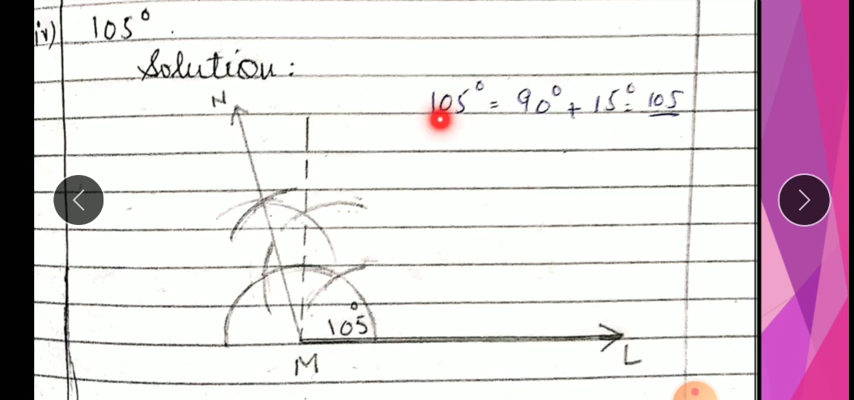 iv) 105°.
Solution:
105° = 90° + 15° = 105
N
105°
M
L